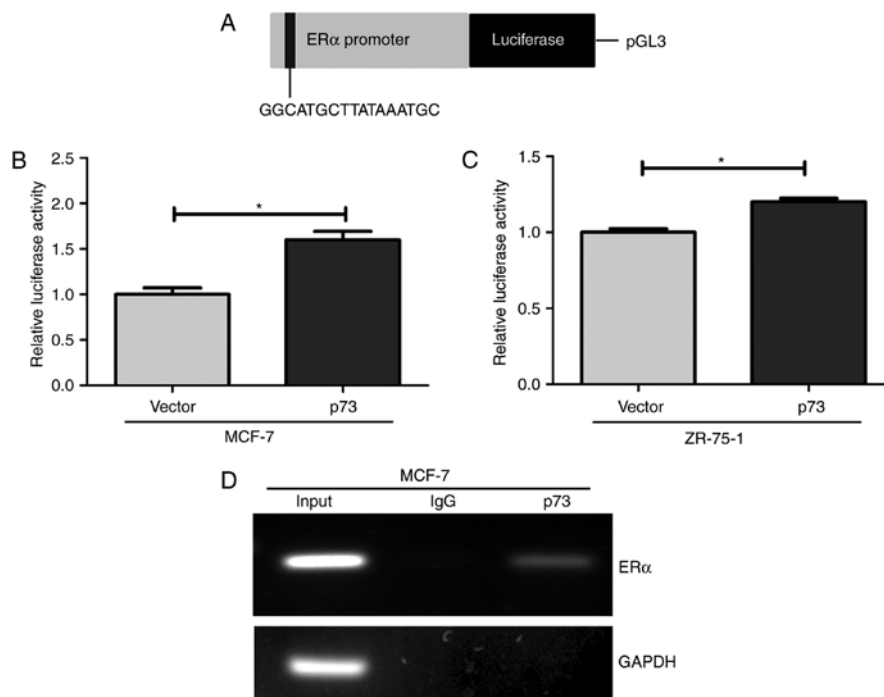 A
ERα promoter
Luciferase
pGL3
GGCATGCTTATAAATGC
B
Relative luciferase activity
2.5
2.0
1.5
1.0
0.5
0.0
*
Vector
p73
MCF-7
C
Relative luciferase activity
1.5
1.0
0.5
0.0
*
Vector
p73
ZR-75-1
D
MCF-7
Input
IgG
p73
ERα
GAPDH